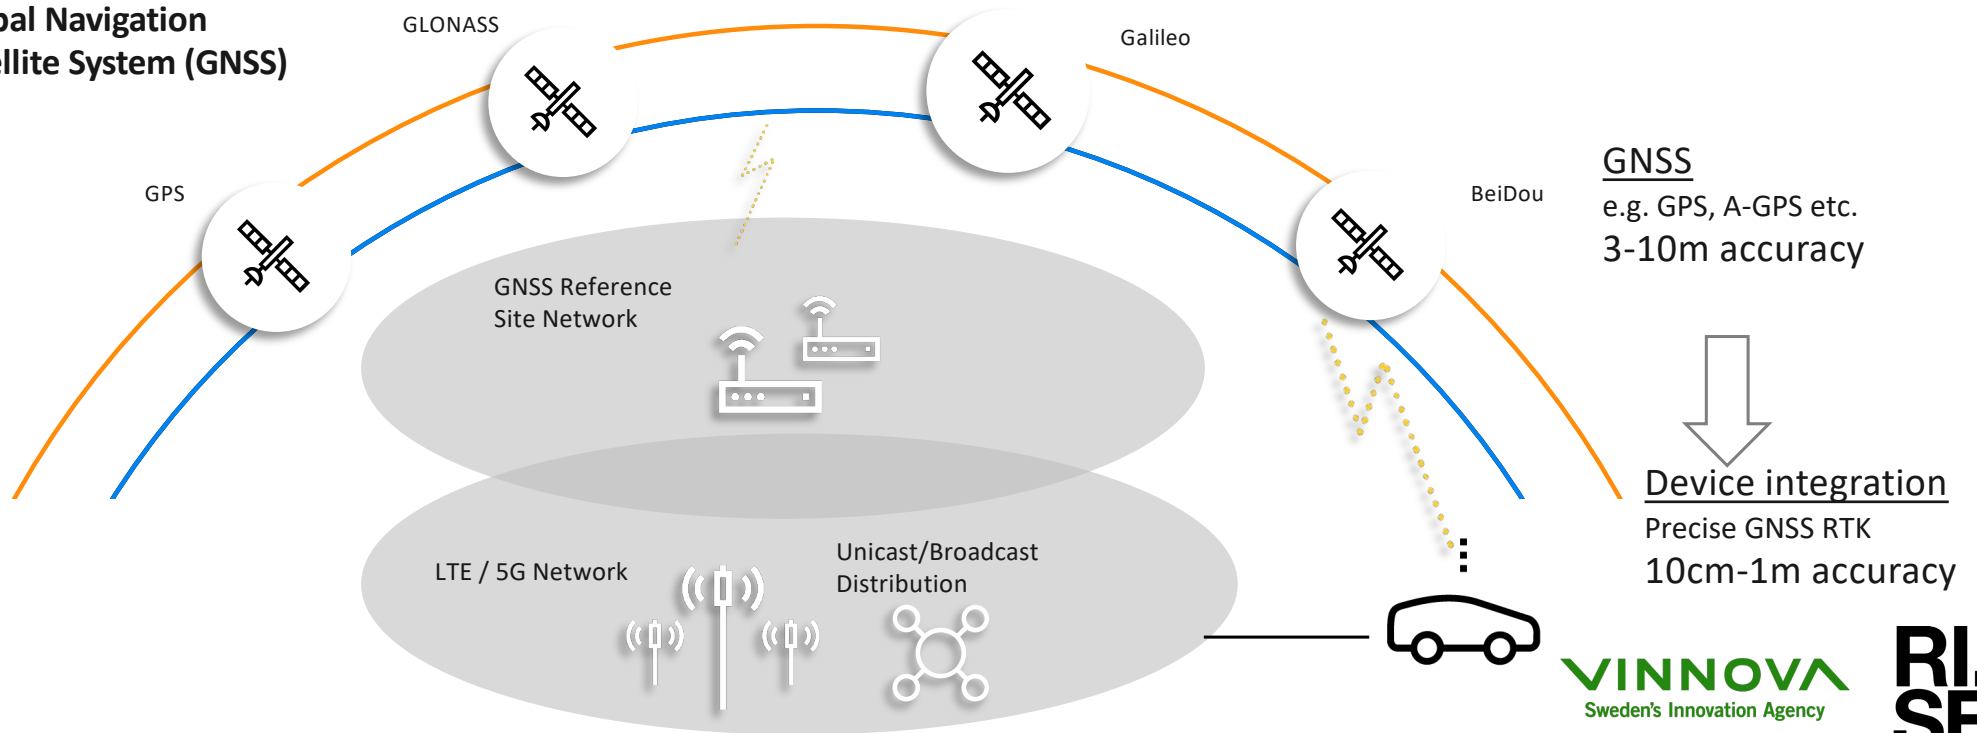 bal Navigation
ellite System (GNSS)
GLONASS
Galileo
GPS
BeiDou
GNSS
e.g. GPS, A-GPS etc.
3-10m accuracy
GNSS Reference
Site Network
Device integration
Precise GNSS RTK
10cm-1m accuracy
LTE / 5G Network
Unicast/Broadcast
Distribution
VINNOVA
Sweden's Innovation Agency
RI.
SE